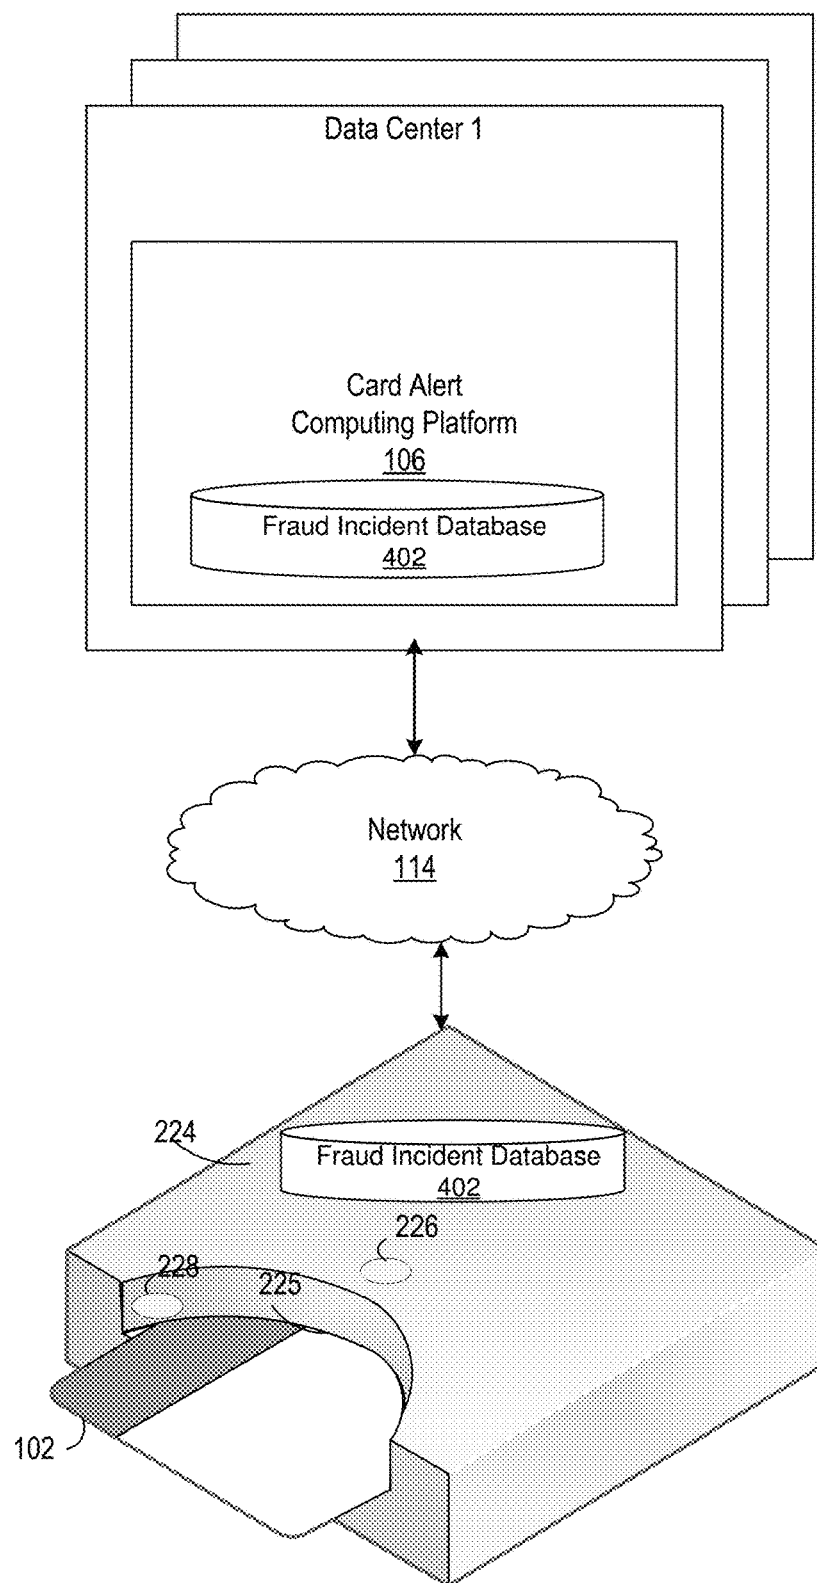 Data Center 1
Card Alert
Computing Platform
106
Fraud Incident Database
402
Network
114
224
Fraud Incident Database
402
226
228
225
102